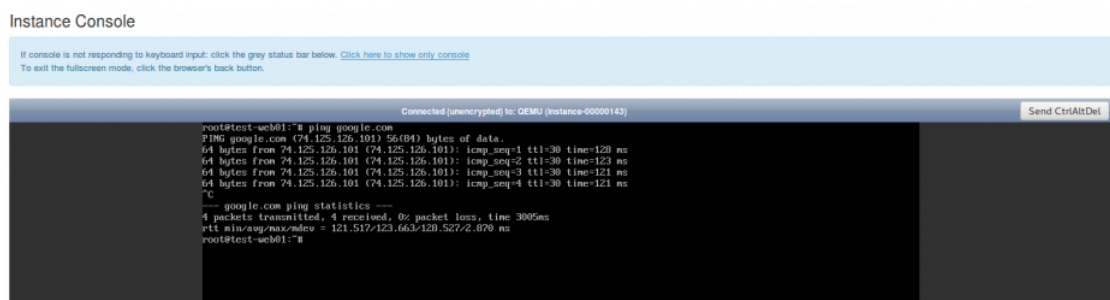 Instance Console
If console is not responding to keyboard input: click the grey status bar below. Click here to show only console
To exit the fullscreen mode, click the browser's back button.
Connected (unencrypted) to: QEMU (instance-00000143)
Send CtrlAltDel
root@test-web01:~# ping google.com
PING google.com (74.125.126.101) 56(84) bytes of data.
64 bytes from 74.125.126.101 (74.125.126.101): icmp_seq=1 ttl=30 time=128 ms
64 bytes from 74.125.126.101 (74.125.126.101): icmp_seq=2 ttl=30 time=123 ms
64 bytes from 74.125.126.101 (74.125.126.101): icmp_seq=3 ttl=30 time=121 ms
64 bytes from 74.125.126.101 (74.125.126.101): icmp_seq=4 ttl=30 time=121 ms
^C
--- google.com ping statistics ---
4 packets transmitted, 4 received, 0% packet loss, time 3005ms
rtt min/avg/max/mdev = 121.517/123.663/128.527/2.870 ms
root@test-web01:~#